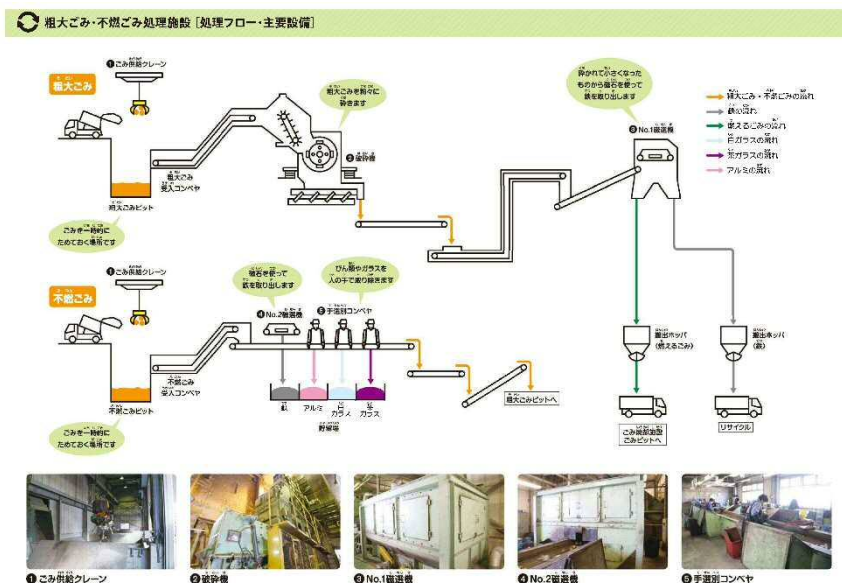 粗大ごみ・不燃ごみ処理施設 [処理フロー・主要設備]
粗大ごみ
❶ごみ供給クレーン
粗大ごみを細々に
砕きます
❷破砕機
粗大ごみ
受入コンベヤ
粗大ごみピット
ごみを一時的に
ためておく場所です
砕かれて小さくなった
ものから磁石を使って
鉄を取り出します
❸No.1磁選機
粗大ごみ・不燃ごみの流れ
鉄の流れ
燃えるごみの流れ
白ガラスの流れ
茶ガラスの流れ
アルミの流れ
不燃ごみ
❶ごみ供給クレーン
磁石を使って
鉄を取り出します
❹No.2磁選機
びん類やガラスを
人の手で取り除きます
❺手選別コンベヤ
不燃ごみ
受入コンベヤ
不燃ごみピット
ごみを一時的に
ためておく場所です
鉄
アルミ
白
ガラス
茶
ガラス
貯留場
粗大ごみピットへ
搬出ホッパ
(燃えるごみ)
搬出ホッパ
(鉄)
ごみ焼却施設
ごみピットへ
リサイクル
❶ごみ供給クレーン
❷破砕機
❸No.1磁選機
❹No.2磁選機
❺手選別コンベヤ